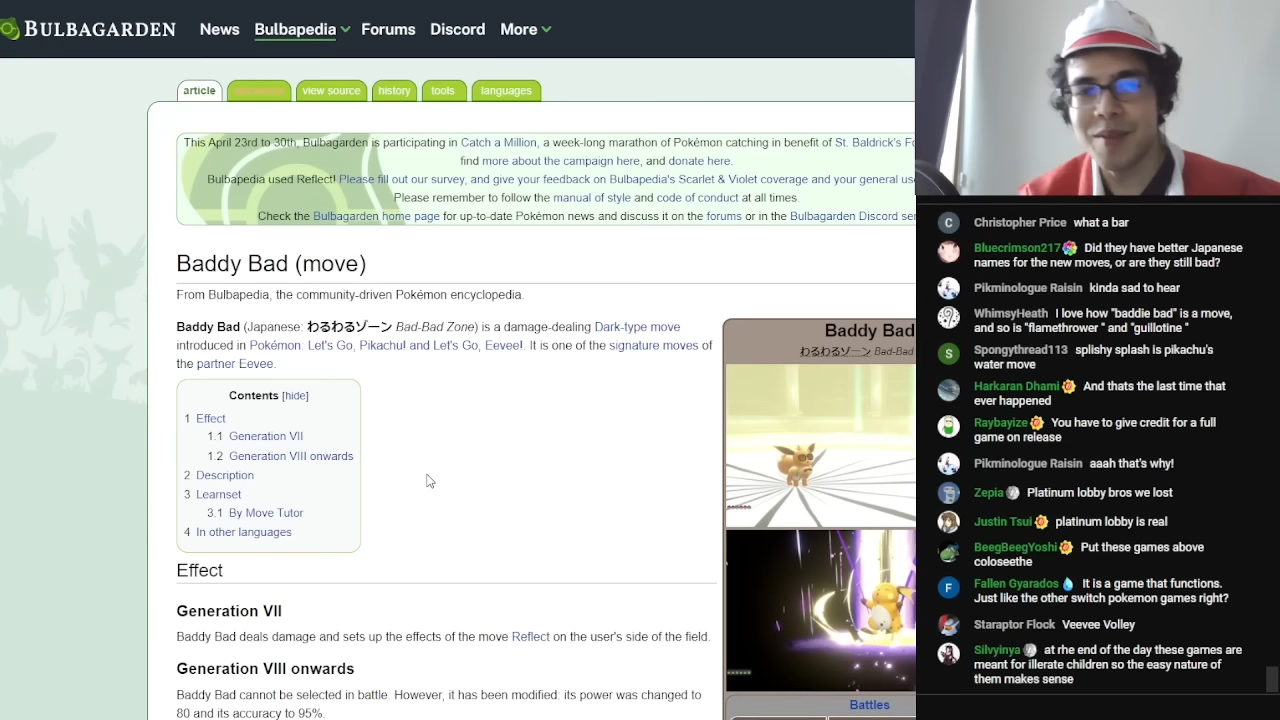 BULBAGARDEN News Bulbapedia Forums Discord More
article view source history tools languages
This April 23rd to 30th, Bulbagarden is participating in Catch a Million, a week-long marathon of Pokémon catching in benefit of St. Baldrick's Fo
find more about the campaign here, and donate here.
Bulbapedia used Reflect! Please fill out our survey, and give your feedback on Bulbapedia's Scarlet & Violet coverage and your general us
Please remember to follow the manual of style and code of conduct at all times.
Check the Bulbagarden home page for up-to-date Pokémon news and discuss it on the forums or in the Bulbagarden Discord ser
Baddy Bad (move)
From Bulbapedia, the community-driven Pokémon encyclopedia.
Baddy Bad (Japanese: わるわるゾーン Bad-Bad Zone) is a damage-dealing Dark-type move
introduced in Pokémon: Let's Go, Pikachu! and Let's Go, Eevee!. It is one of the signature moves of
the partner Eevee.
Contents [hide]
1 Effect
1.1 Generation VII
1.2 Generation VIII onwards
2 Description
3 Learnset
3.1 By Move Tutor
4 In other languages
Effect
Generation VII
Baddy Bad deals damage and sets up the effects of the move Reflect on the user's side of the field.
Generation VIII onwards
Baddy Bad cannot be selected in battle. However, it has been modified: its power was changed to
80 and its accuracy to 95%.
Baddy Bad
わるわるゾーン Bad-Bad
Battles
Christopher Price what a bar
Bluecrimson217 Did they have better Japanese
names for the new moves, or are they still bad?
Pikminologue Raisin kinda sad to hear
WhimsyHeath I love how "baddie bad" is a move,
and so is "flamethrower " and "guillotine "
Spongythread113 splishy splash is pikachu's
water move
Harkaran Dhami And thats the last time that
ever happened
Raybayize You have to give credit for a full
game on release
Pikminologue Raisin aaah that's why!
Zepia Platinum lobby bros we lost
Justin Tsui platinum lobby is real
BeegBeegYoshi Put these games above
coloseethe
Fallen Gyarados It is a game that functions.
Just like the other switch pokemon games right?
Staraptor Flock Veevee Volley
Silvyinya at rhe end of the day these games are
meant for illerate children so the easy nature of
them makes sense